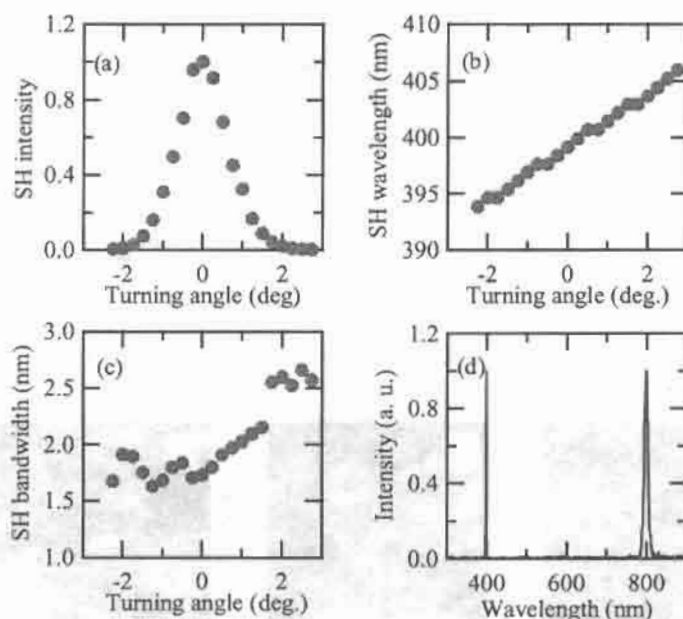 1.2
(a)
0.8
0.4
0.0
SH intensity
-2
0
2
Turning angle (deg)
410
(b)
405
400
395
390
SH wavelength (nm)
-2
0
2
Turning angle (deg.)
3.0
(c)
2.5
2.0
1.5
1.0
SH bandwidth (nm)
-2
0
2
Turning angle (deg.)
1.2
(d)
0.8
0.4
0.0
Intensity (a. u.)
400
600
800
Wavelength (nm)